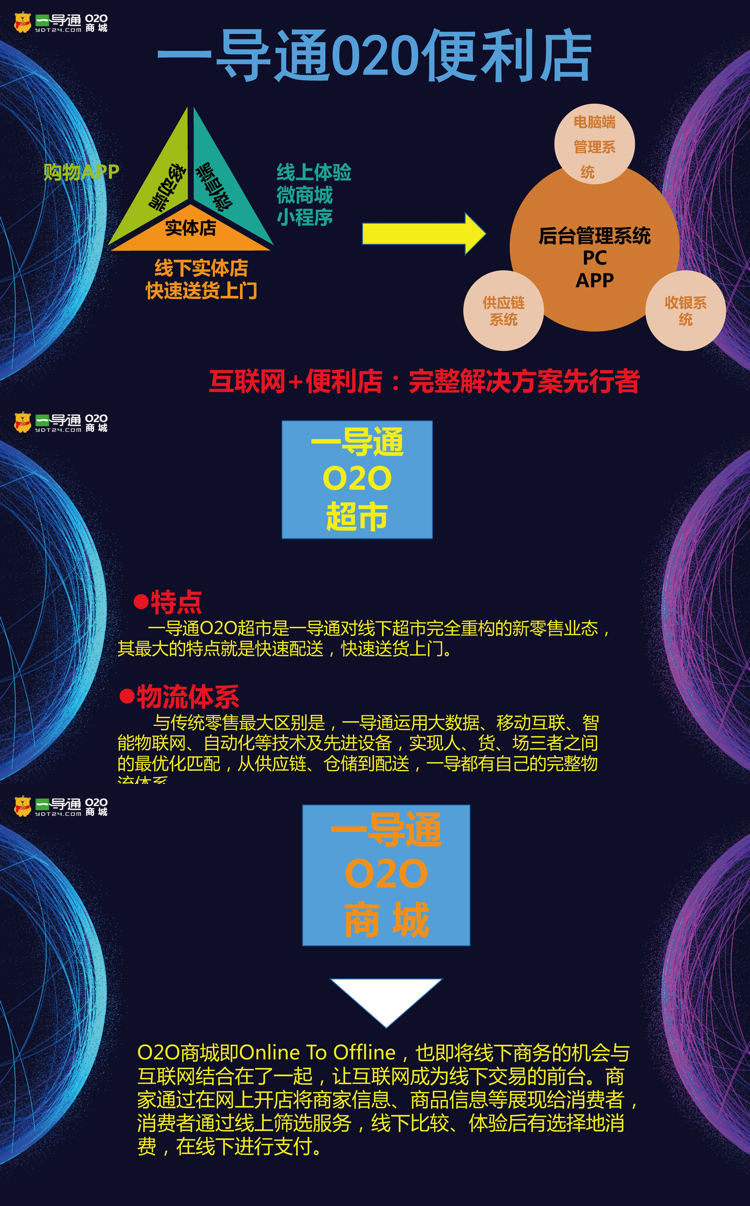 一导通 O2O
YDT24.COM 商城
一导通O2O便利店
购物APP
移动端
微信端
实体店
线上体验
微商城
小程序
线下实体店
快速送货上门
电脑端
管理系
统
后台管理系统
PC
APP
供应链
系统
收银系
统
互联网+便利店：完整解决方案先行者
一导通 O2O
YDT24.COM 商城
一导通
O2O
超市
●特点
一导通O2O超市是一导通对线下超市完全重构的新零售业态，
其最大的特点就是快速配送，快速送货上门。
●物流体系
与传统零售最大区别是，一导通运用大数据、移动互联、智
能物联网、自动化等技术及先进设备，实现人、货、场三者之间
的最优化匹配，从供应链、仓储到配送，一导都有自己的完整物
流体系
一导通 O2O
YDT24.COM 商城
一导通
O2O
商 城
O2O商城即Online To Offline，也即将线下商务的机会与
互联网结合在了一起，让互联网成为线下交易的前台。商
家通过在网上开店将商家信息、商品信息等展现给消费者，
消费者通过线上筛选服务，线下比较、体验后有选择地消
费，在线下进行支付。